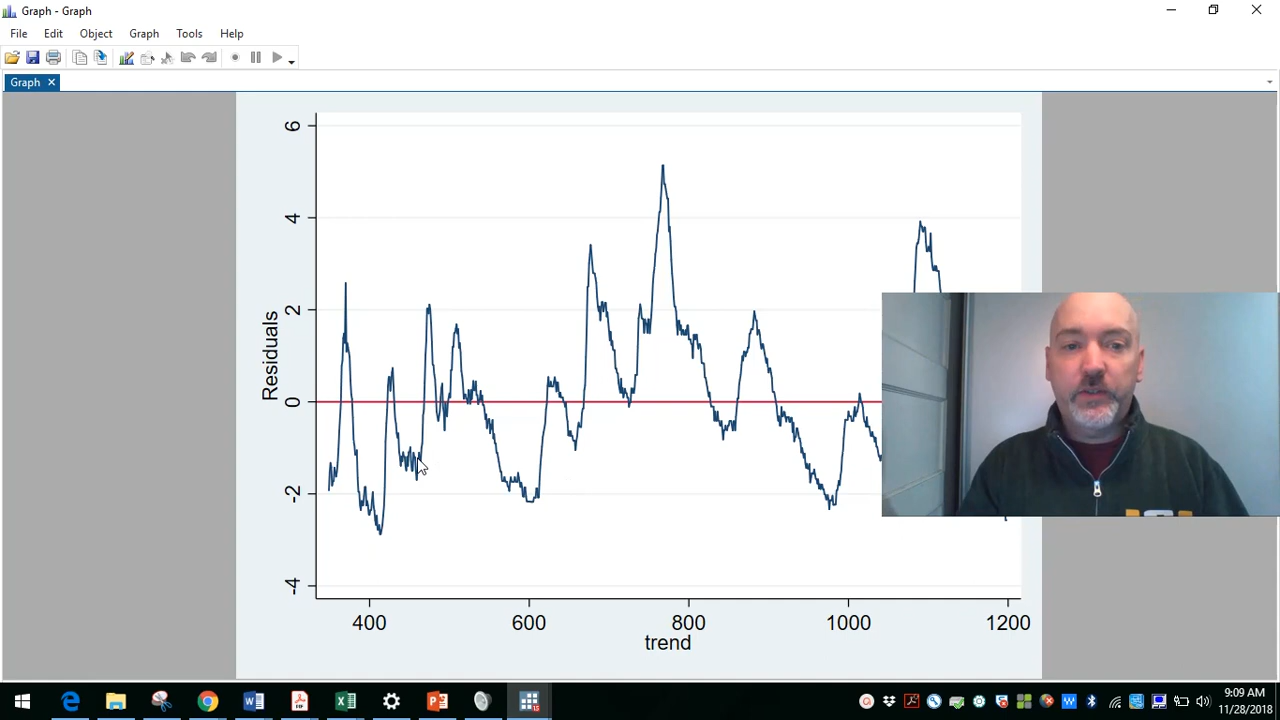 Graph - Graph
File Edit Object Graph Tools Help
Graph
6
4
2
0
-2
-4
Residuals
400 600 800 1000 1200
trend
9:09 AM
11/28/2018